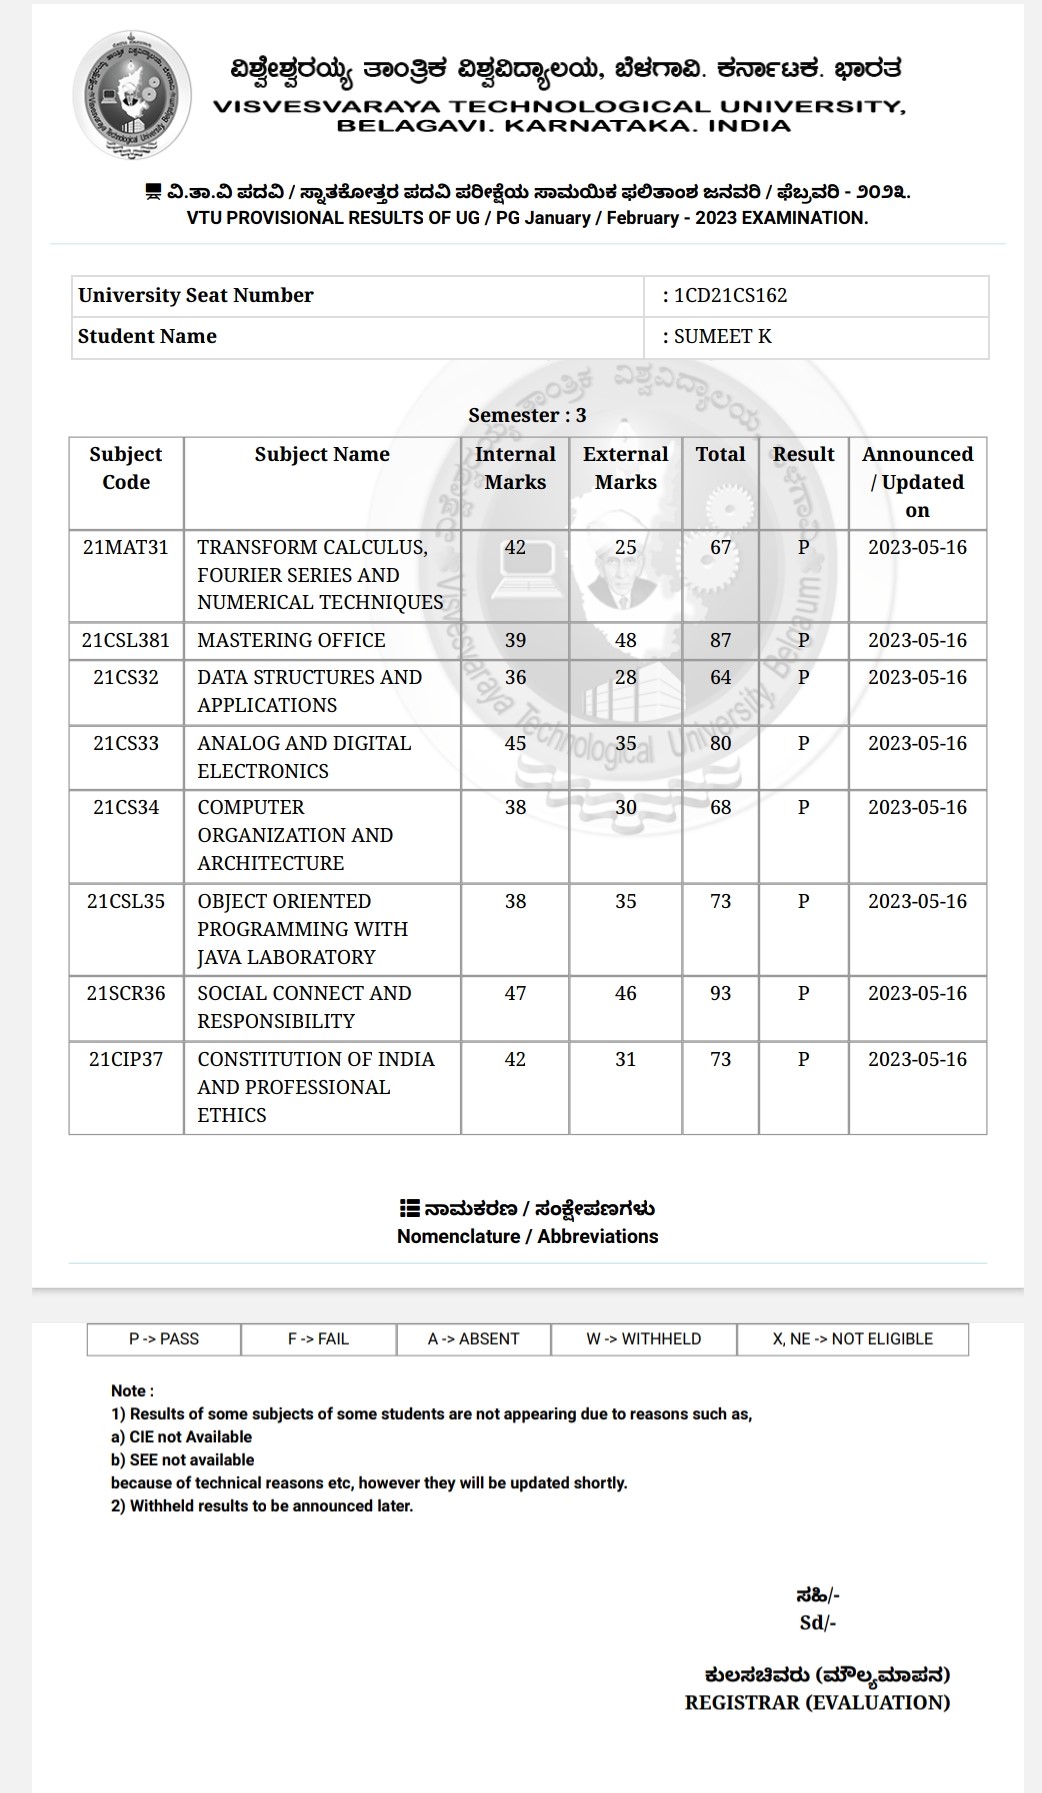 ವಿಶ್ವೇಶ್ವರಯ್ಯ ತಾಂತ್ರಿಕ ವಿಶ್ವವಿದ್ಯಾಲಯ, ಬೆಳಗಾವಿ. ಕರ್ನಾಟಕ. ಭಾರತ
VISVESVARAYA TECHNOLOGICAL UNIVERSITY,
BELAGAVI. KARNATAKA. INDIA
ವಿ.ತಾ.ವಿ ಪದವಿ / ಸ್ನಾತಕೋತ್ತರ ಪದವಿ ಪರೀಕ್ಷೆಯ ಸಾಮಯಿಕ ಫಲಿತಾಂಶ ಜನವರಿ / ಫೆಬ್ರವರಿ - ೨೦೨೩.
VTU PROVISIONAL RESULTS OF UG / PG January / February - 2023 EXAMINATION.
University Seat Number : 1CD21CS162
Student Name : SUMEET K
Semester : 3
Subject Code Subject Name Internal Marks External Marks Total Result Announced / Updated on
21MAT31 TRANSFORM CALCULUS, 42 25 67 P 2023-05-16
FOURIER SERIES AND
NUMERICAL TECHNIQUES
21CSL381 MASTERING OFFICE 39 48 87 P 2023-05-16
21CS32 DATA STRUCTURES AND 36 28 64 P 2023-05-16
APPLICATIONS
21CS33 ANALOG AND DIGITAL 45 35 80 P 2023-05-16
ELECTRONICS
21CS34 COMPUTER 38 30 68 P 2023-05-16
ORGANIZATION AND
ARCHITECTURE
21CSL35 OBJECT ORIENTED 38 35 73 P 2023-05-16
PROGRAMMING WITH
JAVA LABORATORY
21SCR36 SOCIAL CONNECT AND 47 46 93 P 2023-05-16
RESPONSIBILITY
21CIP37 CONSTITUTION OF INDIA 42 31 73 P 2023-05-16
AND PROFESSIONAL
ETHICS
ವಿಶ್ವೇಶ್ವರಯ್ಯ ತಾಂತ್ರಿಕ ವಿಶ್ವವಿದ್ಯಾಲಯ, ಬೆಳಗಾವಿ
Visvesvaraya Technological University, Belgaum
ನಾಮಕರಣ / ಸಂಕ್ಷೇಪಣಗಳು
Nomenclature / Abbreviations
P -> PASS F -> FAIL A -> ABSENT W -> WITHHELD X, NE -> NOT ELIGIBLE
Note :
1) Results of some subjects of some students are not appearing due to reasons such as,
a) CIE not Available
b) SEE not available
because of technical reasons etc, however they will be updated shortly.
2) Withheld results to be announced later.
ಸಹಿ/-
Sd/-
ಕುಲಸಚಿವರು (ಮೌಲ್ಯಮಾಪನ)
REGISTRAR (EVALUATION)